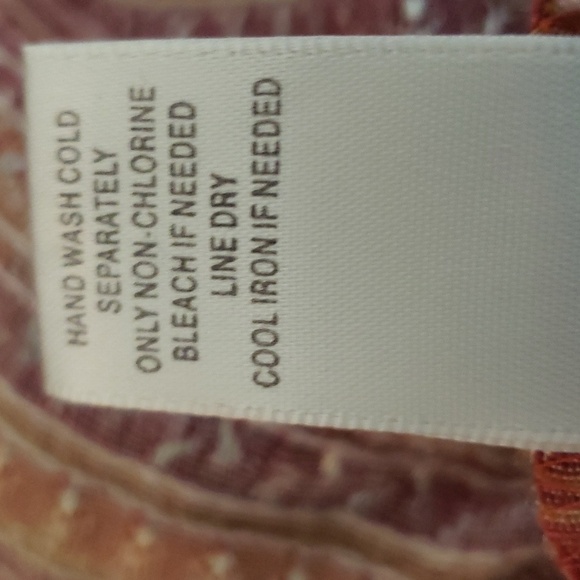 HAND WASH COLD
SEPARATELY
ONLY NON-CHLORINE
BLEACH IF NEEDED
LINE DRY
COOL IRON IF NEEDED